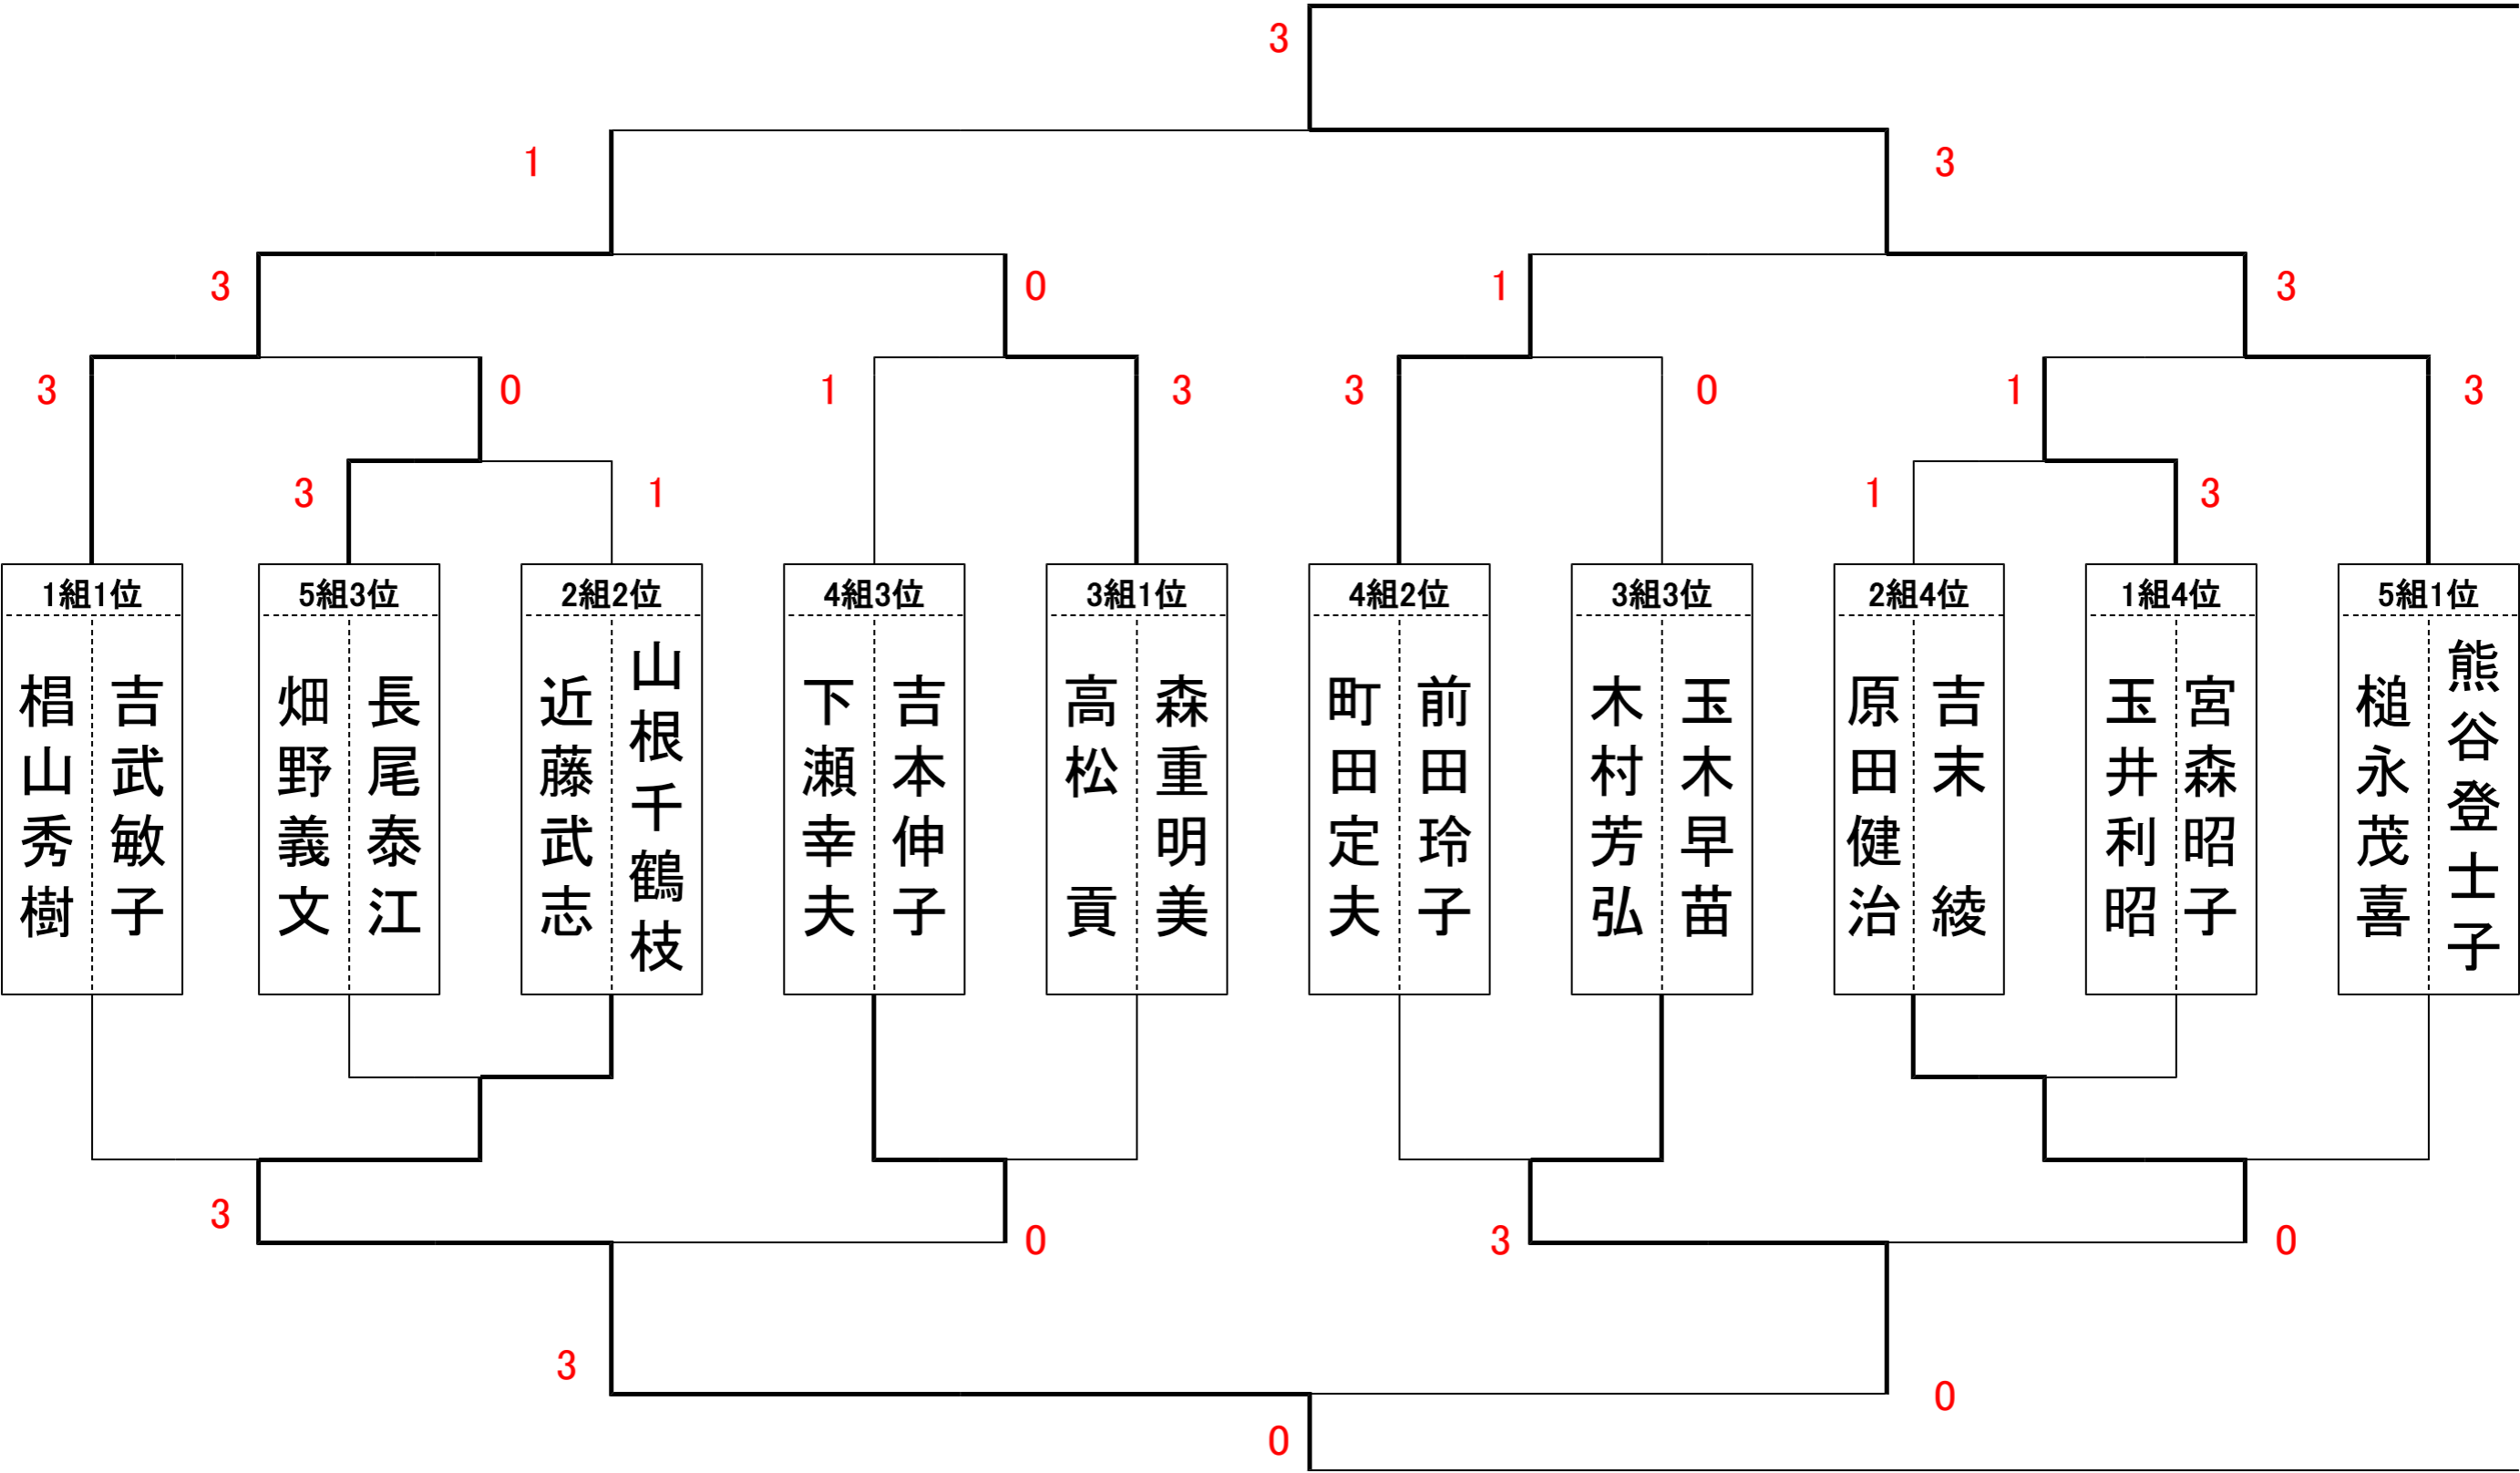 3
1
3
3
0
1
3
3
0
1
3
3
0
1
3
3
1
1
3
1組1位
椙山秀樹
吉武敏子
5組3位
畑野義文
長尾泰江
2組2位
近藤武志
山根千鶴枝
4組3位
下瀬幸夫
吉本伸子
3組1位
高松 貢
森重明美
4組2位
町田定夫
前田玲子
3組3位
木村芳弘
玉木早苗
2組4位
原田健治
吉末 綾
1組4位
玉井利昭
宮森昭子
5組1位
槌永茂喜
熊谷登士子
3
0
3
0
3
0
0